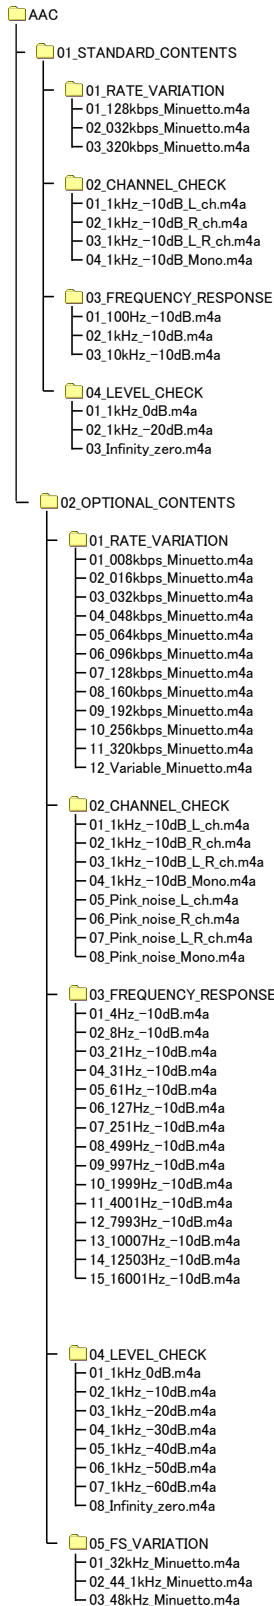 AAC
01_STANDARD_CONTENTS
01_RATE_VARIATION
01_128kbps_Minuetto.m4a
02_032kbps_Minuetto.m4a
03_320kbps_Minuetto.m4a
02_CHANNEL_CHECK
01_1kHz_-10dB_L_ch.m4a
02_1kHz_-10dB_R_ch.m4a
03_1kHz_-10dB_L_R_ch.m4a
04_1kHz_-10dB_Mono.m4a
03_FREQUENCY_RESPONSE
01_100Hz_-10dB.m4a
02_1kHz_-10dB.m4a
03_10kHz_-10dB.m4a
04_LEVEL_CHECK
01_1kHz_0dB.m4a
02_1kHz_-20dB.m4a
03_Infinity_zero.m4a
02_OPTIONAL_CONTENTS
01_RATE_VARIATION
01_008kbps_Minuetto.m4a
02_016kbps_Minuetto.m4a
03_032kbps_Minuetto.m4a
04_048kbps_Minuetto.m4a
05_064kbps_Minuetto.m4a
06_096kbps_Minuetto.m4a
07_128kbps_Minuetto.m4a
08_160kbps_Minuetto.m4a
09_192kbps_Minuetto.m4a
10_256kbps_Minuetto.m4a
11_320kbps_Minuetto.m4a
12_Variable_Minuetto.m4a
02_CHANNEL_CHECK
01_1kHz_-10dB_L_ch.m4a
02_1kHz_-10dB_R_ch.m4a
03_1kHz_-10dB_L_R_ch.m4a
04_1kHz_-10dB_Mono.m4a
05_Pink_noise_L_ch.m4a
06_Pink_noise_R_ch.m4a
07_Pink_noise_L_R_ch.m4a
08_Pink_noise_Mono.m4a
03_FREQUENCY_RESPONSE
01_4Hz_-10dB.m4a
02_8Hz_-10dB.m4a
03_21Hz_-10dB.m4a
04_31Hz_-10dB.m4a
05_61Hz_-10dB.m4a
06_127Hz_-10dB.m4a
07_251Hz_-10dB.m4a
08_499Hz_-10dB.m4a
09_997Hz_-10dB.m4a
10_1999Hz_-10dB.m4a
11_4001Hz_-10dB.m4a
12_7993Hz_-10dB.m4a
13_10007Hz_-10dB.m4a
14_12503Hz_-10dB.m4a
15_16001Hz_-10dB.m4a
04_LEVEL_CHECK
01_1kHz_0dB.m4a
02_1kHz_-10dB.m4a
03_1kHz_-20dB.m4a
04_1kHz_-30dB.m4a
05_1kHz_-40dB.m4a
06_1kHz_-50dB.m4a
07_1kHz_-60dB.m4a
08_Infinity_zero.m4a
05_FS_VARIATION
01_32kHz_Minuetto.m4a
02_44_1kHz_Minuetto.m4a
03_48kHz_Minuetto.m4a